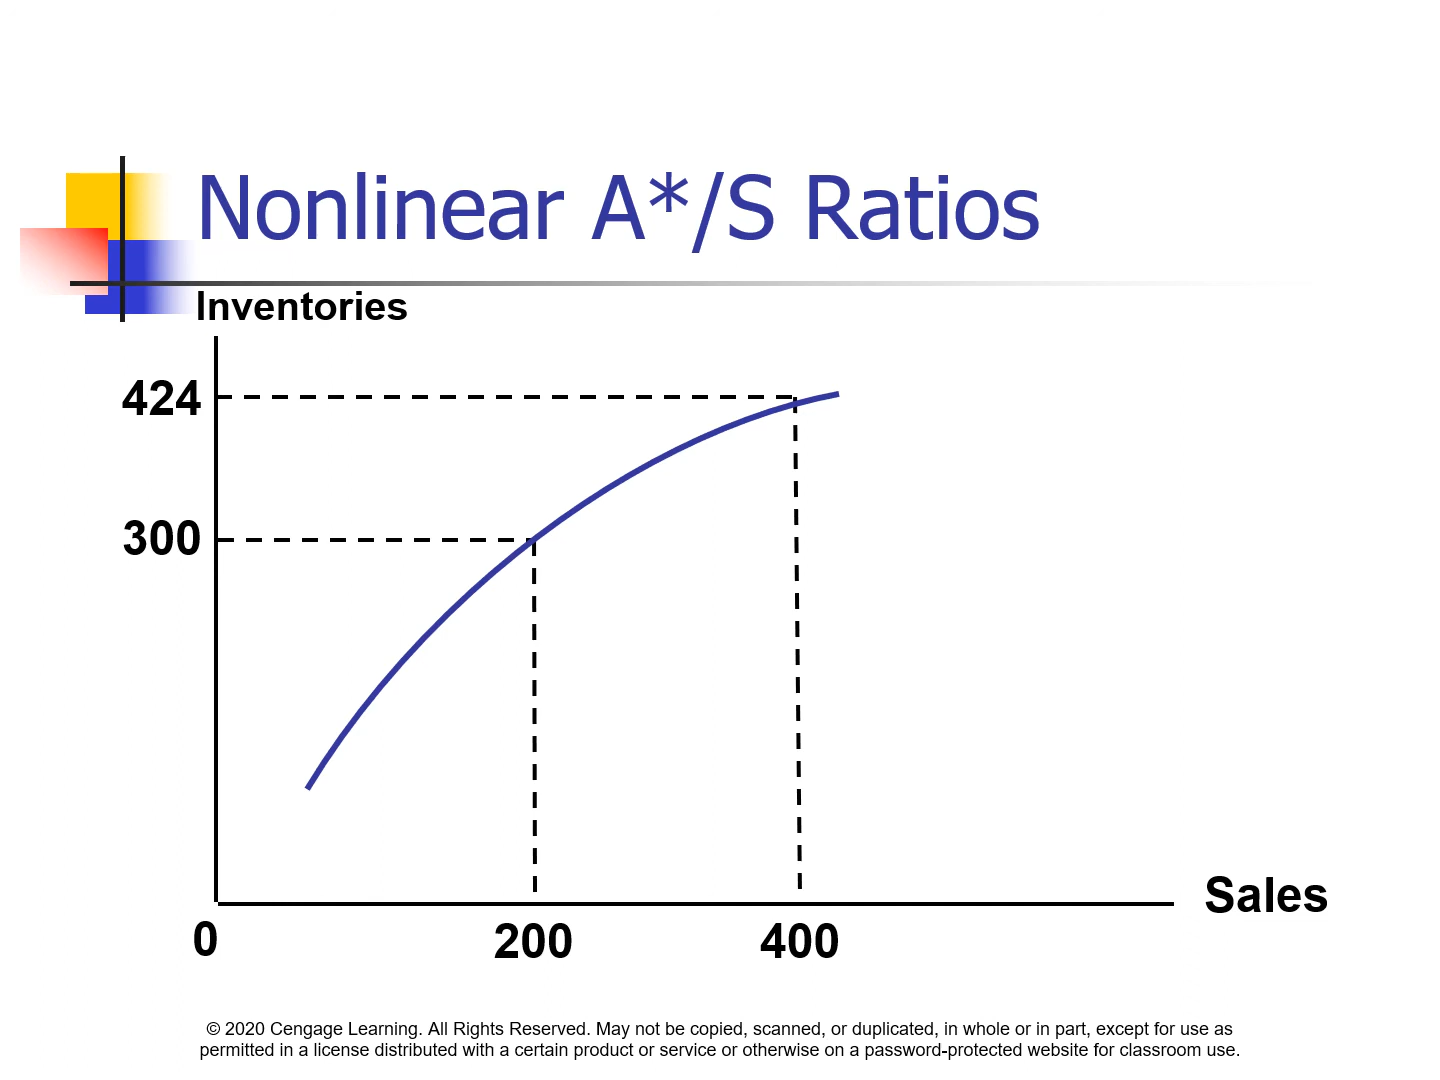 Nonlinear A*/S Ratios
Inventories
424
300
Sales
0
200
400
© 2020 Cengage Learning. All Rights Reserved. May not be copied, scanned, or duplicated, in whole or in part, except for use as
permitted in a license distributed with a certain product or service or otherwise on a password-protected website for classroom use.